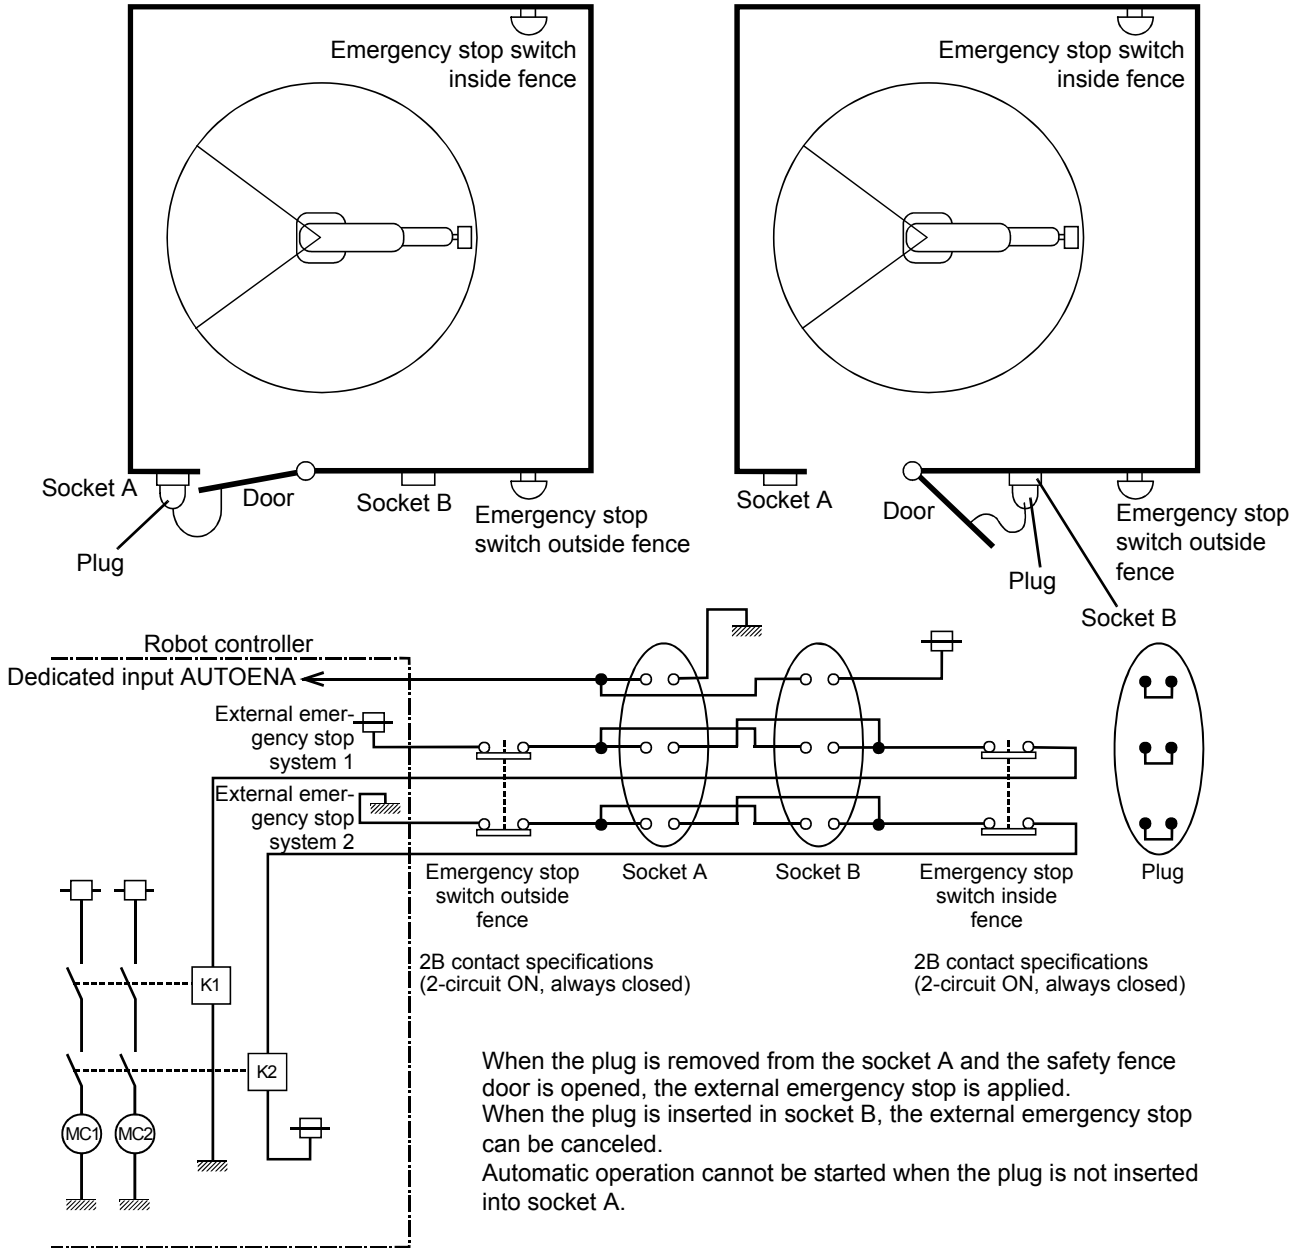 Emergency stop switch
inside fence
Emergency stop switch
inside fence
Socket A
Door
Socket B
Emergency stop
switch outside fence
Plug
Socket A
Door
Emergency stop
switch outside
fence
Plug
Socket B
Robot controller
Dedicated input AUTOENA
External emer-
gency stop
system 1
External emer-
gency stop
system 2
Emergency stop
switch outside
fence
Socket A
Socket B
Emergency stop
switch inside
fence
Plug
2B contact specifications
(2-circuit ON, always closed)
2B contact specifications
(2-circuit ON, always closed)
K1
K2
MC1
MC2
When the plug is removed from the socket A and the safety fence
door is opened, the external emergency stop is applied.
When the plug is inserted in socket B, the external emergency stop
can be canceled.
Automatic operation cannot be started when the plug is not inserted
into socket A.